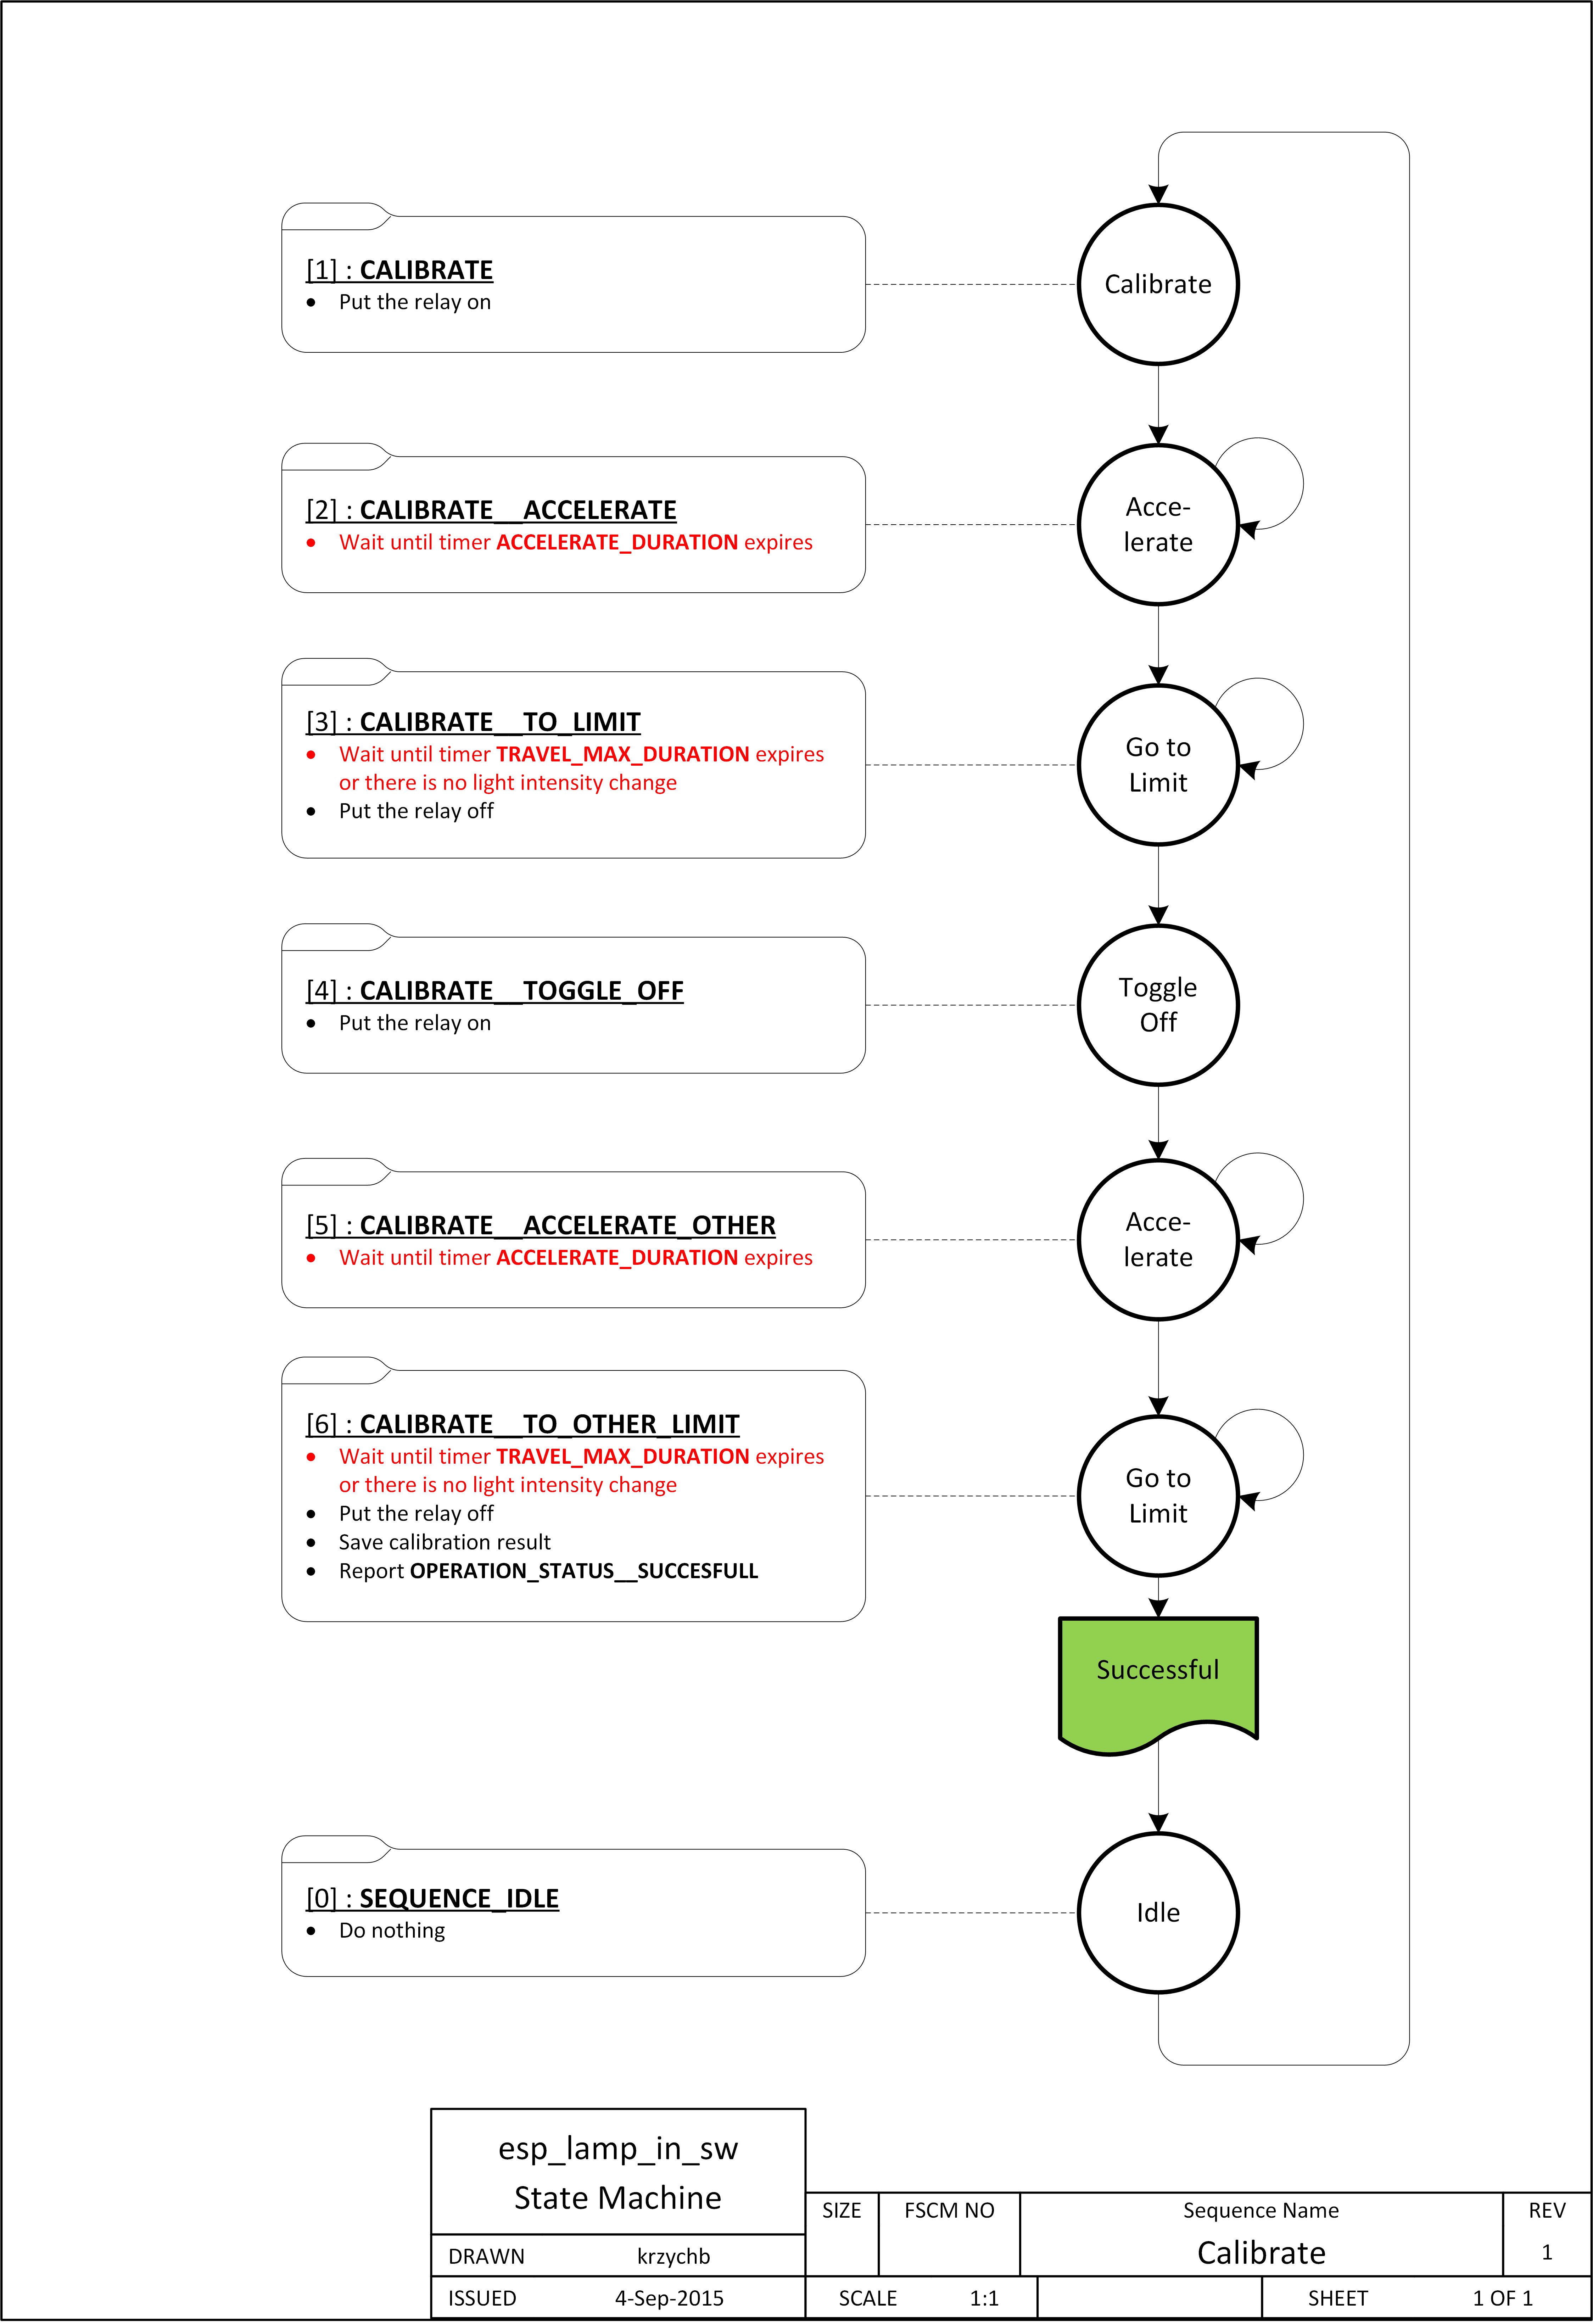 [1] : CALIBRATE
• Put the relay on
Calibrate
[2] : CALIBRATE__ACCELERATE
• Wait until timer ACCELERATE_DURATION expires
Acce-
lerate
[3] : CALIBRATE__TO_LIMIT
• Wait until timer TRAVEL_MAX_DURATION expires
or there is no light intensity change
• Put the relay off
Go to
Limit
[4] : CALIBRATE__TOGGLE_OFF
• Put the relay on
Toggle
Off
[5] : CALIBRATE__ACCELERATE_OTHER
• Wait until timer ACCELERATE_DURATION expires
Acce-
lerate
[6] : CALIBRATE__TO_OTHER_LIMIT
• Wait until timer TRAVEL_MAX_DURATION expires
or there is no light intensity change
• Put the relay off
• Save calibration result
• Report OPERATION_STATUS__SUCCESFULL
Go to
Limit
Successful
[0] : SEQUENCE_IDLE
• Do nothing
Idle
esp_lamp_in_sw
State Machine
DRAWN krzychb
ISSUED 4-Sep-2015
SIZE
FSCM NO
Sequence Name
Calibrate
REV
1
SCALE 1:1
SHEET 1 OF 1